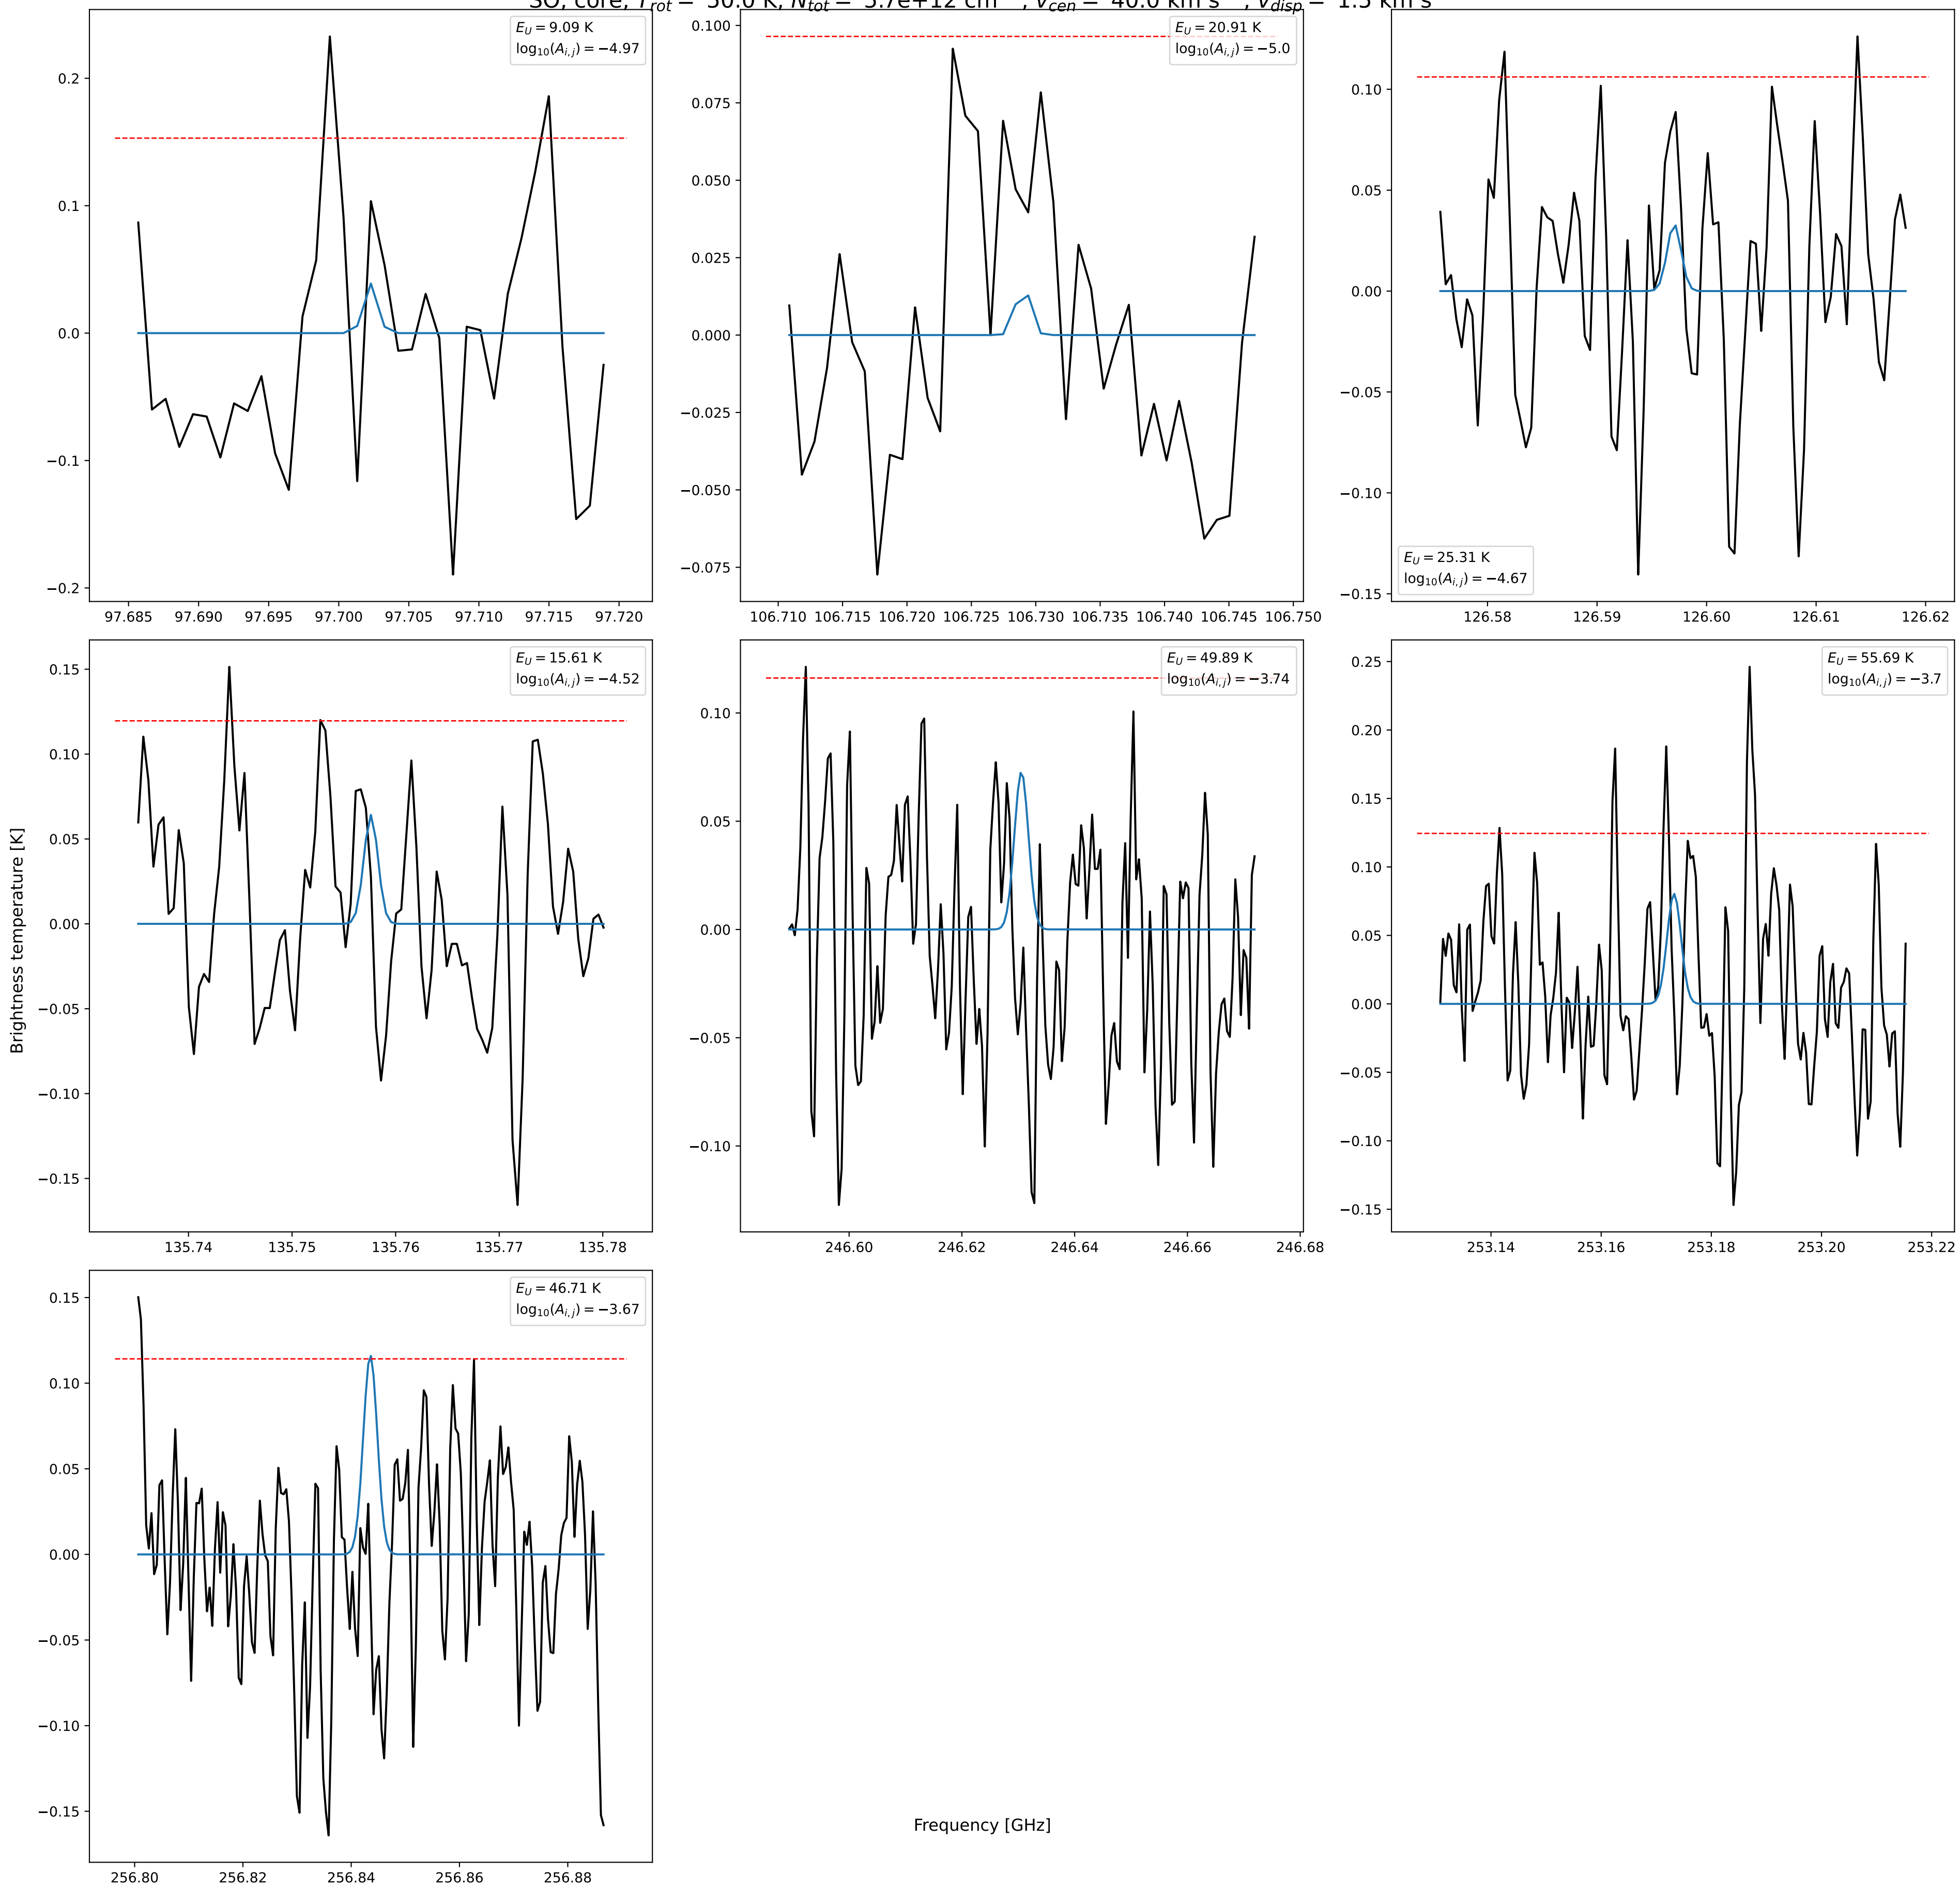 SO, core, T_rot = 50.0 K, N_tot = 5.7e+12 cm , v_cen = 40.0 km s , v_disp = 1.5 km s
E_U = 9.09 K
log₁₀(A_i,j) = −4.97
0.2
0.1
0.0
−0.1
−0.2
97.685 97.690 97.695 97.700 97.705 97.710 97.715 97.720
E_U = 20.91 K
log₁₀(A_i,j) = −5.0
0.100
0.075
0.050
0.025
0.000
−0.025
−0.050
−0.075
106.710 106.715 106.720 106.725 106.730 106.735 106.740 106.745 106.750
0.10
0.05
0.00
−0.05
−0.10
−0.15
E_U = 25.31 K
log₁₀(A_i,j) = −4.67
126.58 126.59 126.60 126.61 126.62
Brightness temperature [K]
E_U = 15.61 K
log₁₀(A_i,j) = −4.52
0.15
0.10
0.05
0.00
−0.05
−0.10
−0.15
135.74 135.75 135.76 135.77 135.78
E_U = 49.89 K
log₁₀(A_i,j) = −3.74
0.10
0.05
0.00
−0.05
−0.10
246.60 246.62 246.64 246.66 246.68
E_U = 55.69 K
log₁₀(A_i,j) = −3.7
0.25
0.20
0.15
0.10
0.05
0.00
−0.05
−0.10
−0.15
253.14 253.16 253.18 253.20 253.22
E_U = 46.71 K
log₁₀(A_i,j) = −3.67
0.15
0.10
0.05
0.00
−0.05
−0.10
−0.15
256.80 256.82 256.84 256.86 256.88
Frequency [GHz]